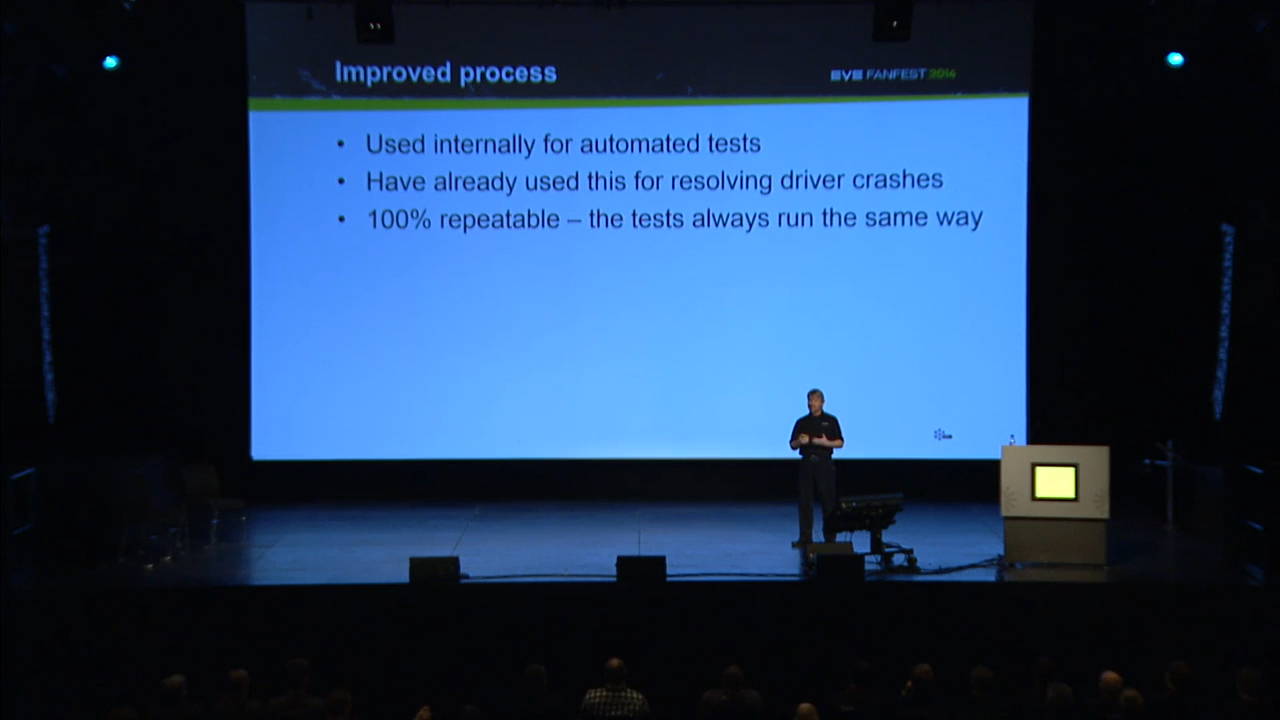 Improved process
EVE FANFEST 2014
• Used internally for automated tests
• Have already used this for resolving driver crashes
• 100% repeatable – the tests always run the same way